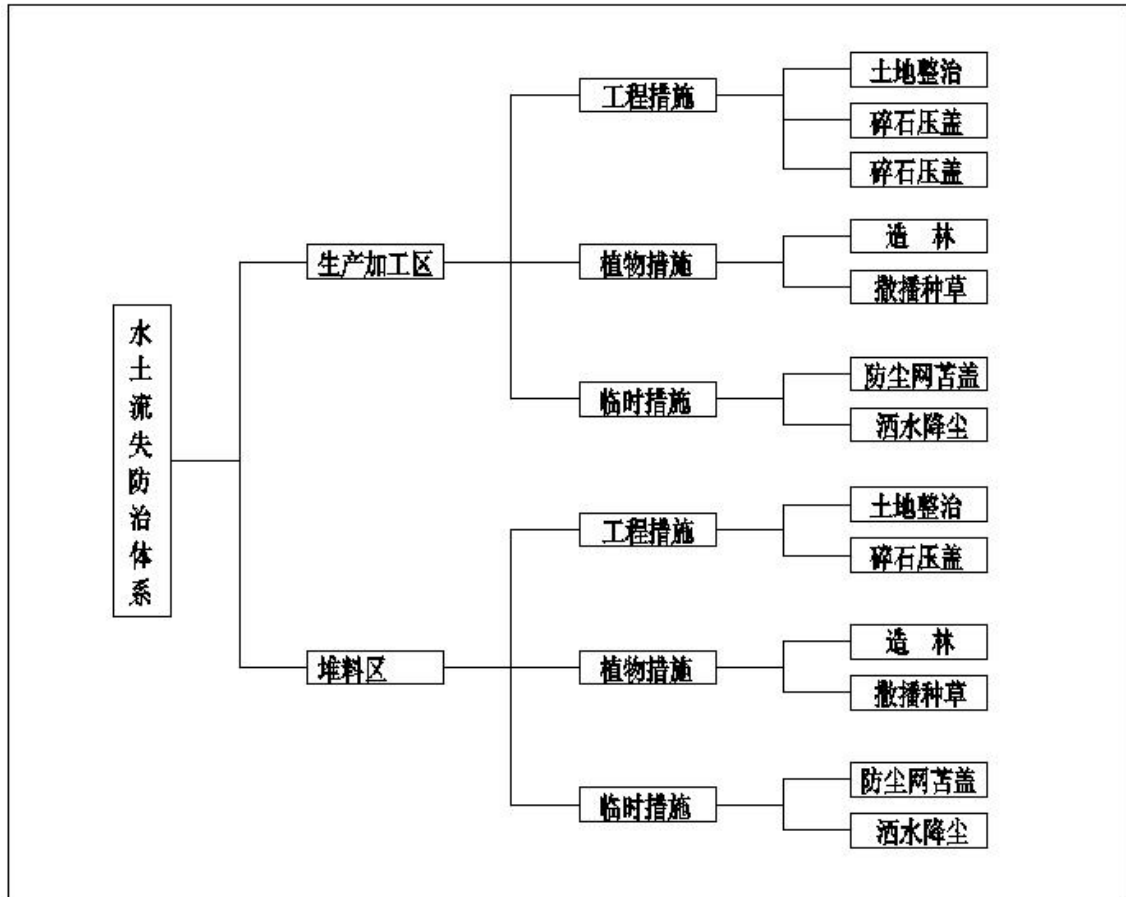 水土流失防治体系
生产加工区
工程措施
土地整治
碎石压盖
碎石压盖
植物措施
造 林
撒播种草
临时措施
防尘网苫盖
洒水降尘
堆料区
工程措施
土地整治
碎石压盖
植物措施
造 林
撒播种草
临时措施
防尘网苫盖
洒水降尘